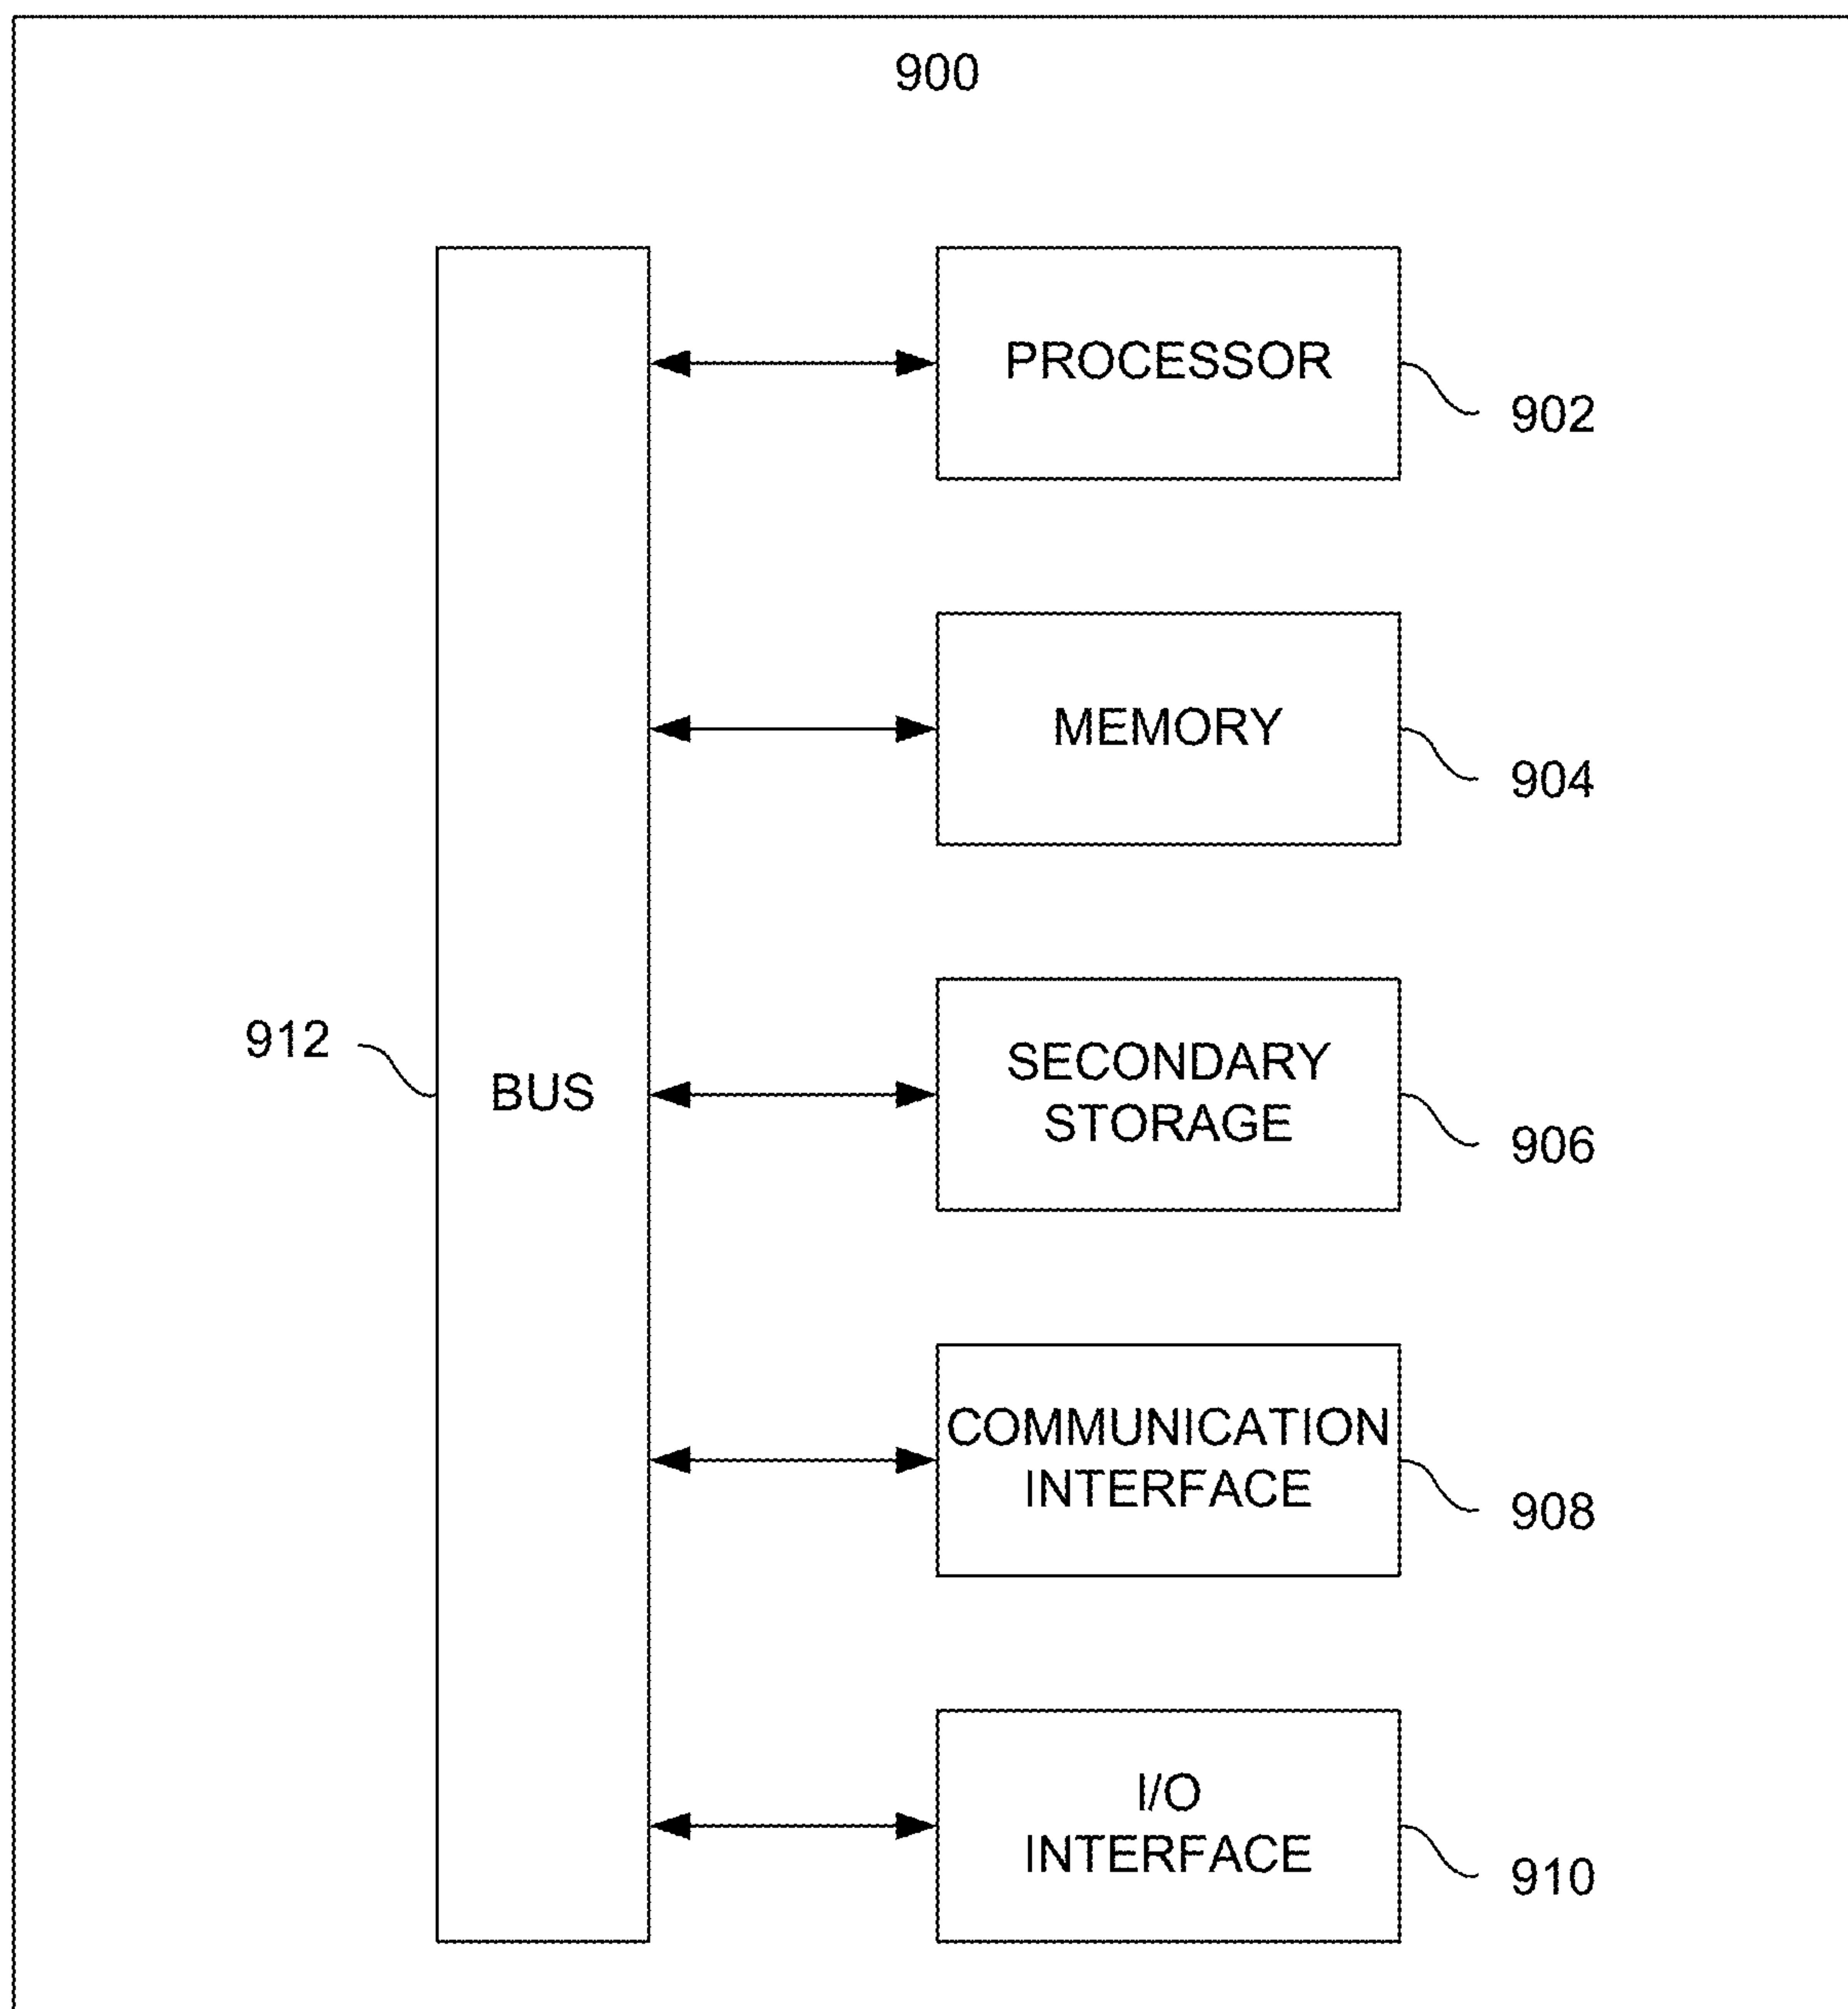 900
PROCESSOR
902
MEMORY
904
912
BUS
SECONDARY
STORAGE
906
COMMUNICATION
INTERFACE
908
I/O
INTERFACE
910